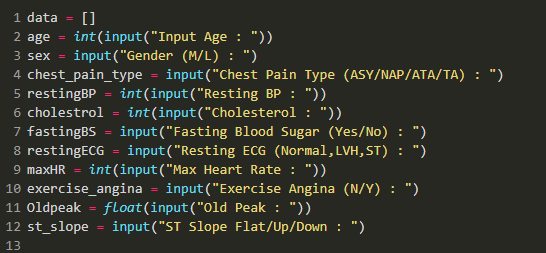 1 data = []
2 age = int(input("Input Age : "))
3 sex = input("Gender (M/L) : ")
4 chest_pain_type = input("Chest Pain Type (ASY/NAP/ATA/TA) : ")
5 restingBP = int(input("Resting BP : "))
6 cholestrol = int(input("Cholesterol : "))
7 fastingBS = input("Fasting Blood Sugar (Yes/No) : ")
8 restingECG = input("Resting ECG (Normal,LVH,ST) : ")
9 maxHR = int(input("Max Heart Rate : "))
10 exercise_angina = input("Exercise Angina (N/Y) : ")
11 Oldpeak = float(input("Old Peak : "))
12 st_slope = input("ST Slope Flat/Up/Down : ")
13